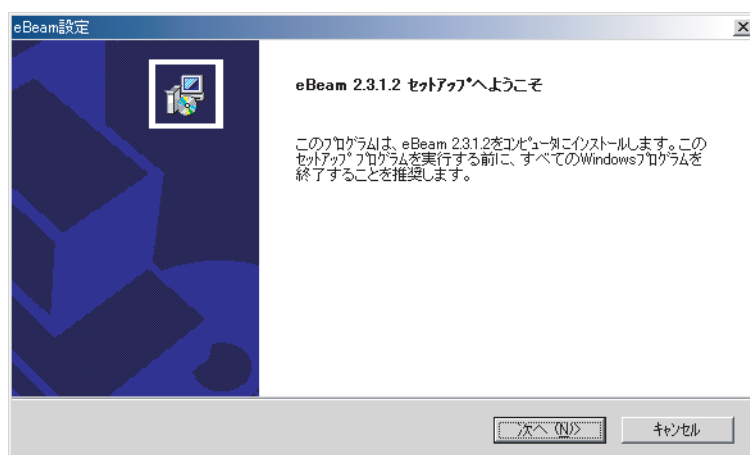 eBeam設定
eBeam 2.3.1.2 ｾｯﾄｱｯﾌﾟへようこそ
このﾌﾟﾛｸﾞﾗﾑは、eBeam 2.3.1.2をｺﾝﾋﾟｭｰﾀにｲﾝｽﾄｰﾙします。この
ｾｯﾄｱｯﾌﾟ ﾌﾟﾛｸﾞﾗﾑを実行する前に、すべてのWindowsﾌﾟﾛｸﾞﾗﾑを
終了することを推奨します。
次へ (N)>
ｷｬﾝｾﾙ